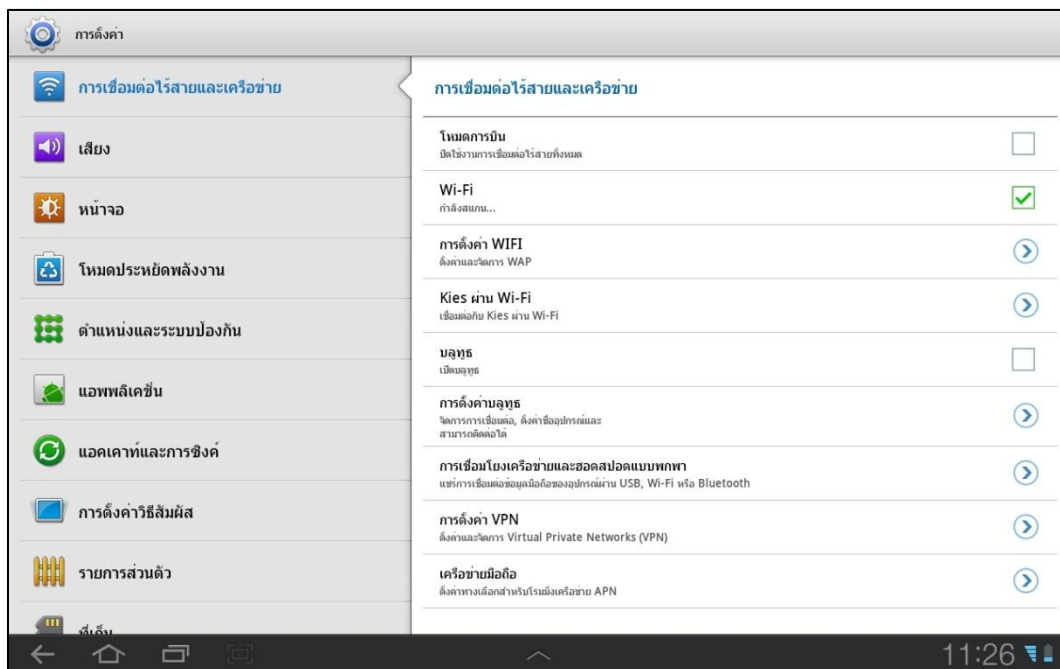 การตั้งค่า
การเชื่อมต่อไร้สายและเครือข่าย
เสียง
หน้าจอ
โหมดประหยัดพลังงาน
ตำแหน่งและระบบป้องกัน
แอพพลิเคชั่น
แอคเคาท์และการซิงค์
การตั้งค่าวิธีสัมผัส
รายการส่วนตัว
ที่เก็บ
การเชื่อมต่อไร้สายและเครือข่าย
โหมดการบิน
ปิดใช้งานการเชื่อมต่อไร้สายทั้งหมด
Wi-Fi
กำลังสแกน...
การตั้งค่า WIFI
ตั้งค่าและจัดการ WAP
Kies ผ่าน Wi-Fi
เชื่อมต่อกับ Kies ผ่าน Wi-Fi
บลูทูธ
เปิดบลูทูธ
การตั้งค่าบลูทูธ
จัดการการเชื่อมต่อ, ตั้งค่าชื่ออุปกรณ์และ
สามารถติดต่อได้
การเชื่อมโยงเครือข่ายและฮอตสปอตแบบพกพา
แชร์การเชื่อมต่อข้อมูลมือถือของอุปกรณ์ผ่าน USB, Wi-Fi หรือ Bluetooth
การตั้งค่า VPN
ตั้งค่าและจัดการ Virtual Private Networks (VPN)
เครือข่ายมือถือ
ตั้งค่าทางเลือกสำหรับโรมมิ่งเครือข่าย APN
11:26